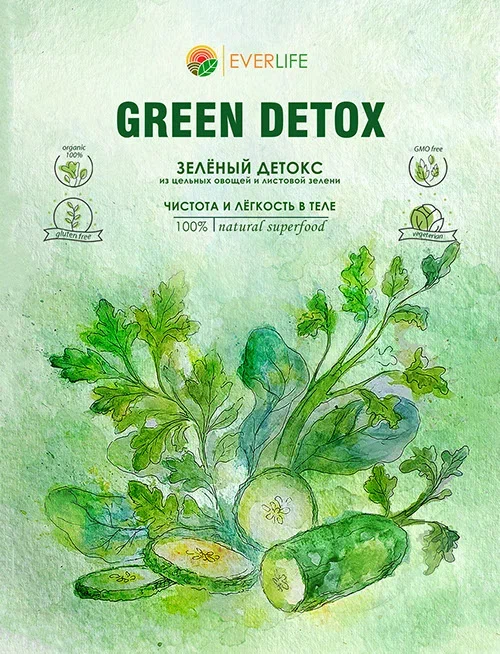 EVERLIFE
GREEN DETOX
organic
100%
GMO free
ЗЕЛЁНЫЙ ДЕТОКС
из цельных овощей и листовой зелени
ЧИСТОТА И ЛЁГКОСТЬ В ТЕЛЕ
gluten free
100% | natural superfood
vegeterian